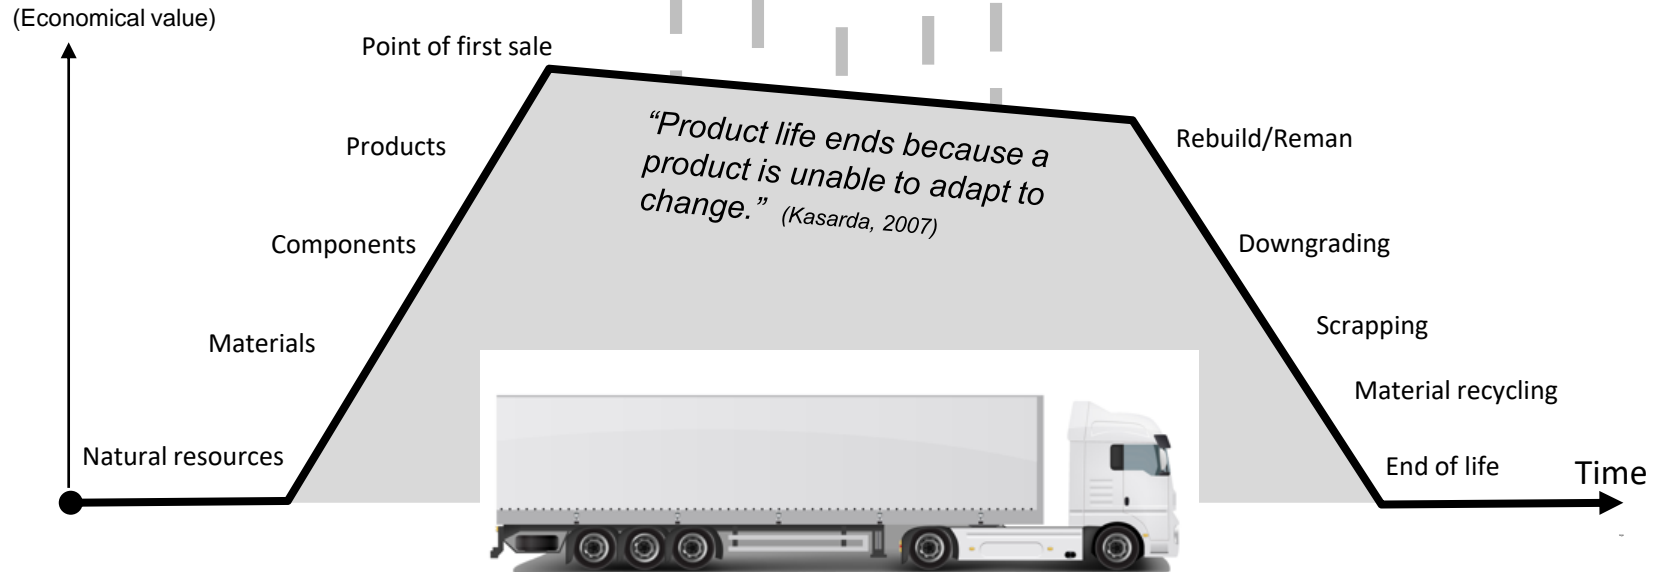 (Economical value)
Point of first sale
Products
Components
Materials
Natural resources
“Product life ends because a
product is unable to adapt to
change.” (Kasarda, 2007)
Rebuild/Reman
Downgrading
Scrapping
Material recycling
End of life
Time